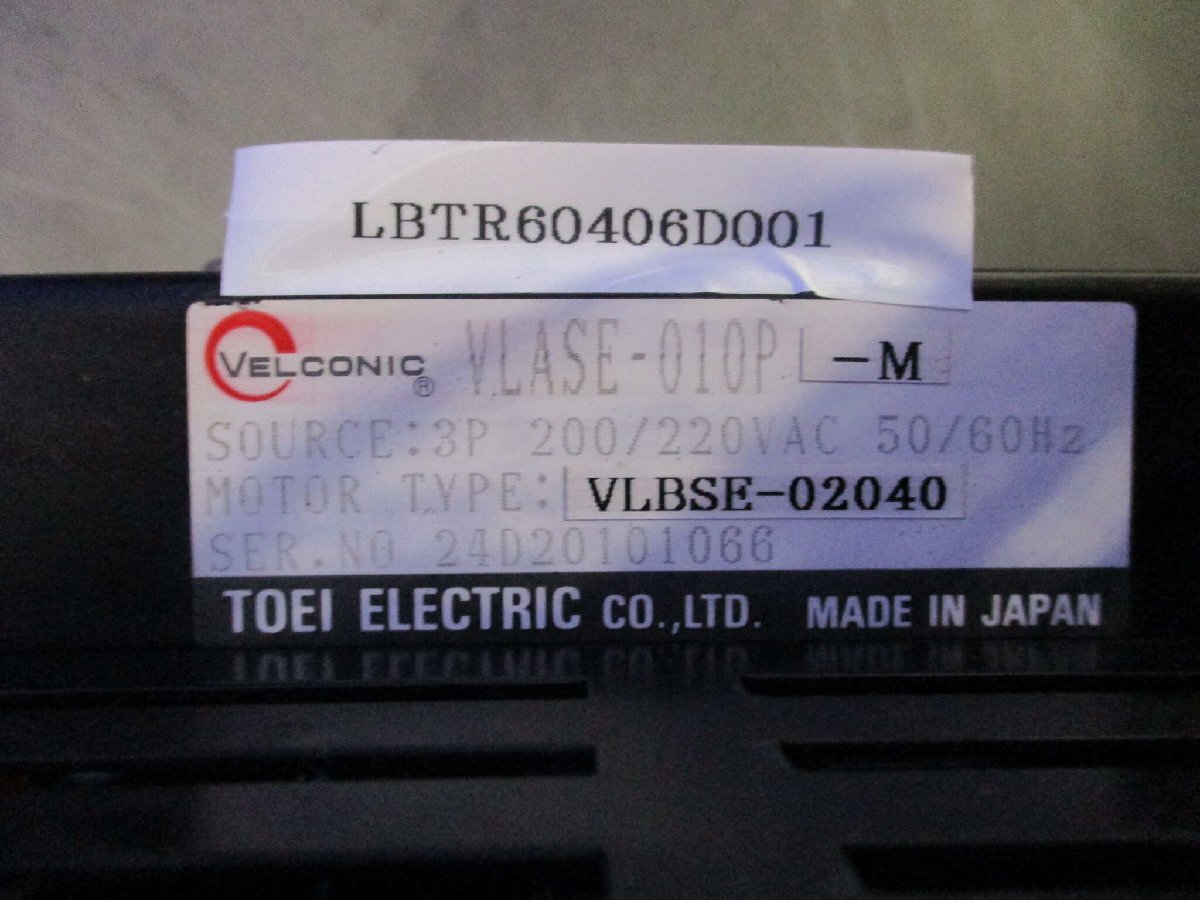 LBTR60406D001
VELCONIC® VLASE-010P -M
SOURCE:3P 200/220VAC 50/60Hz
MOTOR TYPE: VLBSE-02040
SER.NO 24D20101066
TOEI ELECTRIC CO.,LTD. MADE IN JAPAN